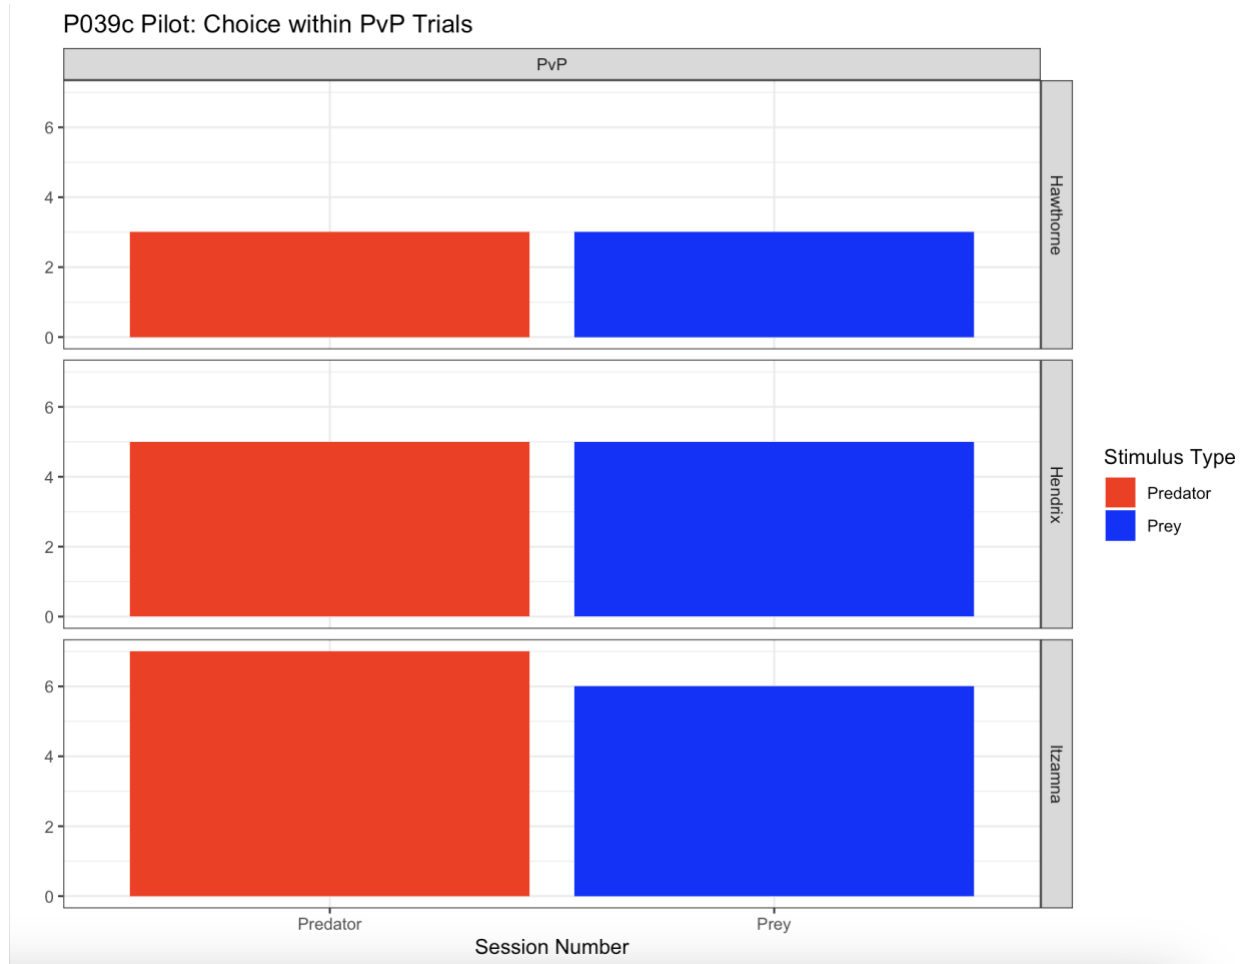 P039c Pilot: Choice within PvP Trials
PvP
6
4
2
0
Hawthorne
6
4
2
0
Hendrix
6
4
2
0
Itzamna
Predator Prey
Session Number
Stimulus Type
Predator
Prey